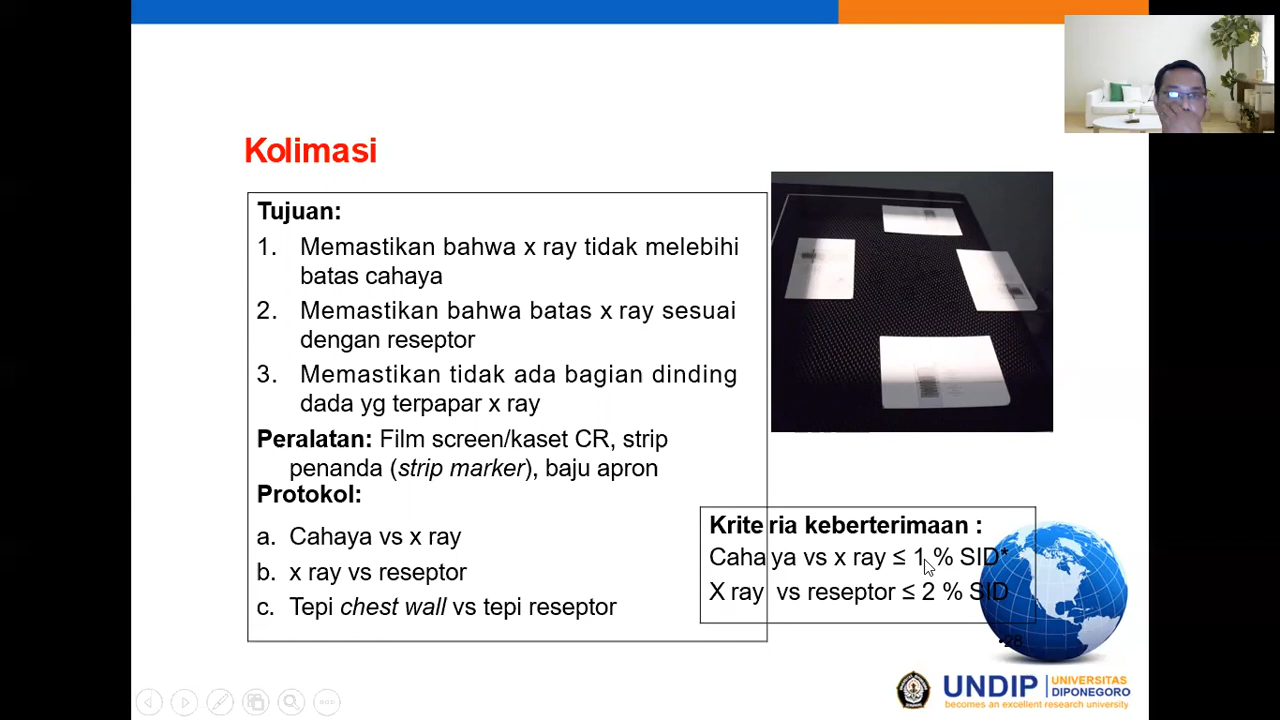 Kolimasi
Tujuan:
1. Memastikan bahwa x ray tidak melebihi
batas cahaya
2. Memastikan bahwa batas x ray sesuai
dengan reseptor
3. Memastikan tidak ada bagian dinding
dada yg terpapar x ray
Peralatan: Film screen/kaset CR, strip
penanda (strip marker), baju apron
Protokol:
a. Cahaya vs x ray
b. x ray vs reseptor
c. Tepi chest wall vs tepi reseptor
Kriteria keberterimaan :
Cahaya vs x ray ≤ 1 % SID*
X ray vs reseptor ≤ 2 % SID
•28
UNDIP
UNIVERSITAS
DIPONEGORO
becomes an excellent research university